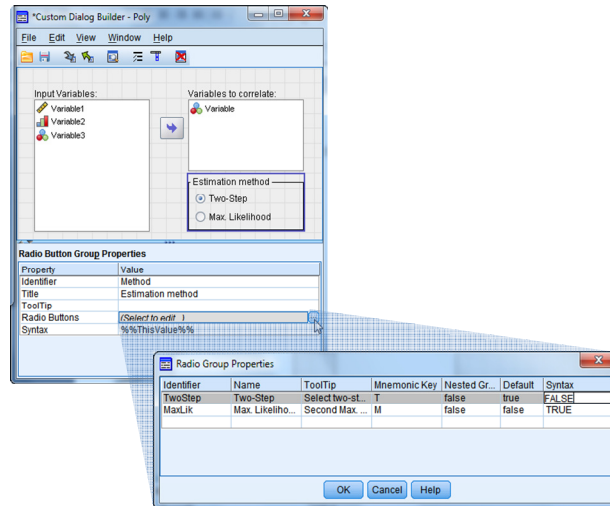 *Custom Dialog Builder - Poly
File Edit View Window Help
Input Variables:
Variable1
Variable2
Variable3
Variables to correlate:
Variable
Estimation method
Two-Step
Max. Likelihood
Radio Button Group Properties
Property Value
Identifier Method
Title Estimation method
ToolTip
Radio Buttons (Select to edit...)
Syntax %%ThisValue%%
Radio Group Properties
Identifier Name ToolTip Mnemonic Key Nested Gr... Default Syntax
TwoStep Two-Step Select two-st... T false true FALSE
MaxLik Max. Likeliho... Second Max. ... M false false TRUE
OK Cancel Help